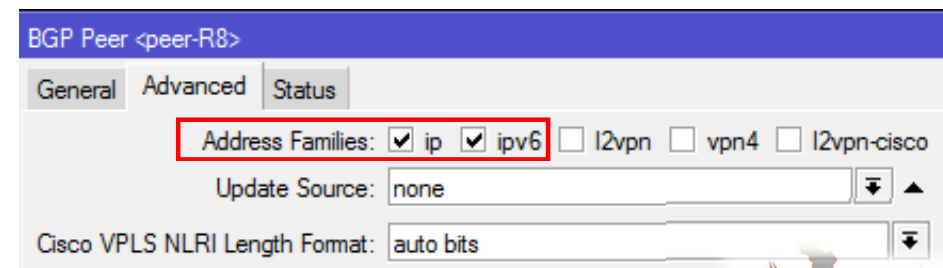 BGP Peer <peer-R8>
General Advanced Status
Address Families: ip ipv6 l2vpn vpn4 l2vpn-cisco
Update Source: none
Cisco VPLS NLRI Length Format: auto bits